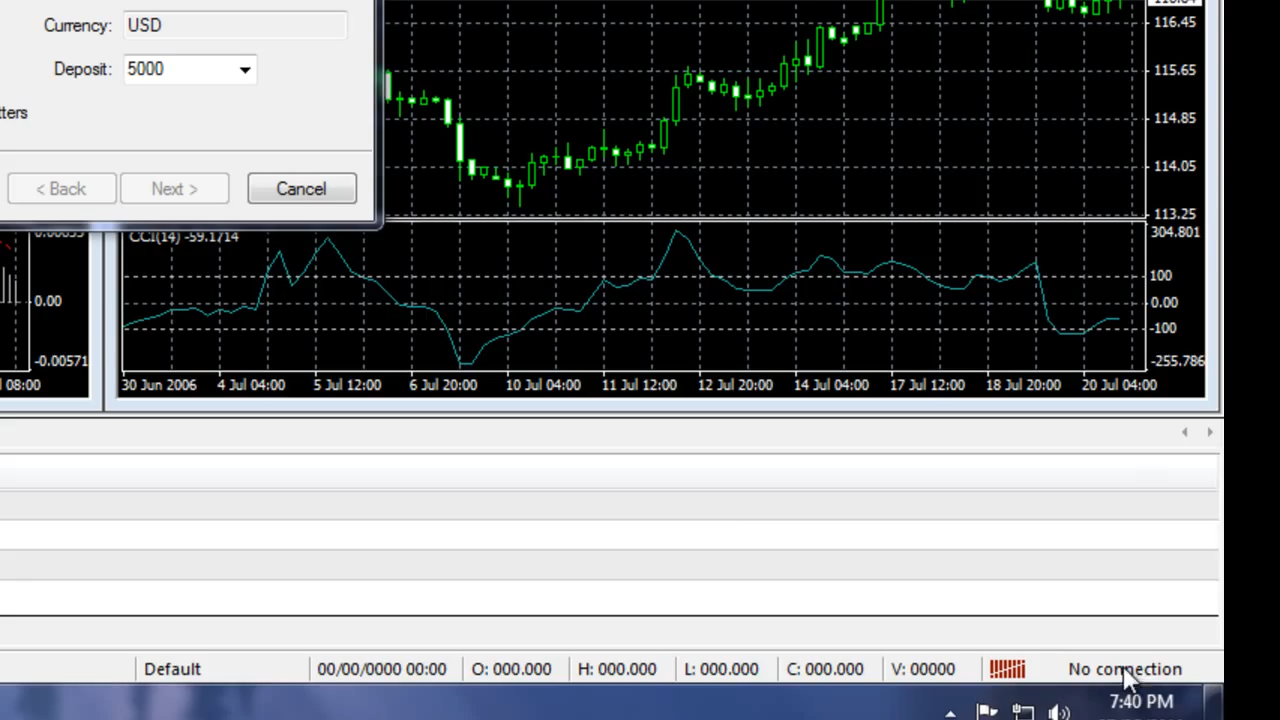 Currency: USD
Deposit: 5000
tters
< Back Next > Cancel
116.45
115.65
114.85
114.05
113.25
CCI(14) -59.1714
304.801
100
0.00
-100
-255.786
0.00
-0.00571
08:00
30 Jun 2006 4 Jul 04:00 5 Jul 12:00 6 Jul 20:00 10 Jul 04:00 11 Jul 12:00 12 Jul 20:00 14 Jul 04:00 17 Jul 12:00 18 Jul 20:00 20 Jul 04:00
Default 00/00/0000 00:00 O: 000.000 H: 000.000 L: 000.000 C: 000.000 V: 00000 No connection
7:40 PM